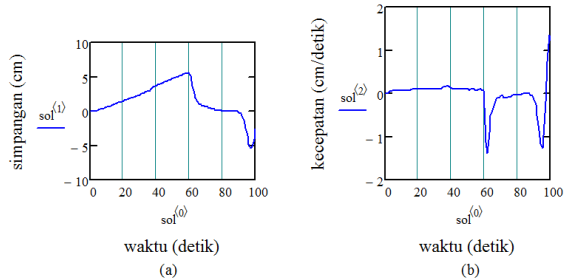 simpangan (cm)
sol⟨1⟩
10
5
0
− 5
− 10
0 20 40 60 80 100
sol⟨0⟩
waktu (detik)
(a)
kecepatan (cm/detik)
sol⟨2⟩
2
1
0
− 1
− 2
0 20 40 60 80 100
sol⟨0⟩
waktu (detik)
(b)